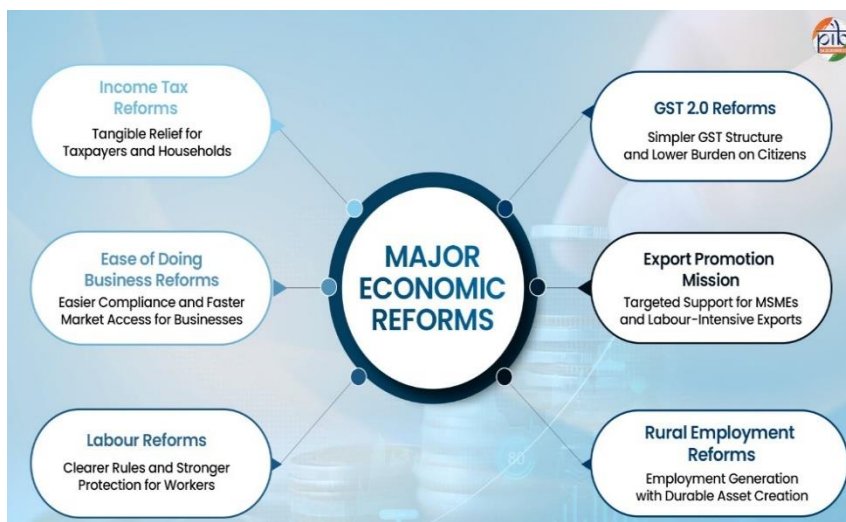 pib
Income Tax
Reforms
Tangible Relief for
Taxpayers and Households
Ease of Doing
Business Reforms
Easier Compliance and Faster
Market Access for Businesses
Labour Reforms
Clearer Rules and Stronger
Protection for Workers
MAJOR
ECONOMIC
REFORMS
GST 2.0 Reforms
Simpler GST Structure
and Lower Burden on Citizens
Export Promotion
Mission
Targeted Support for MSMEs
and Labour-Intensive Exports
Rural Employment
Reforms
Employment Generation
with Durable Asset Creation
80